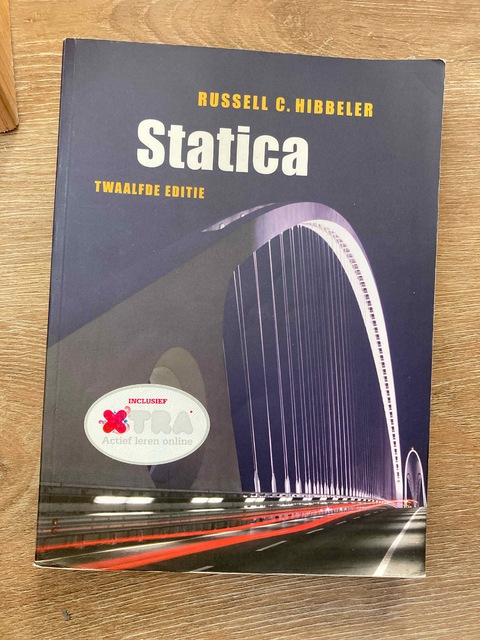 RUSSELL C. HIBBELER
Statica
TWAALFDE EDITIE
INCLUSIEF
XTRA
Actief leren online